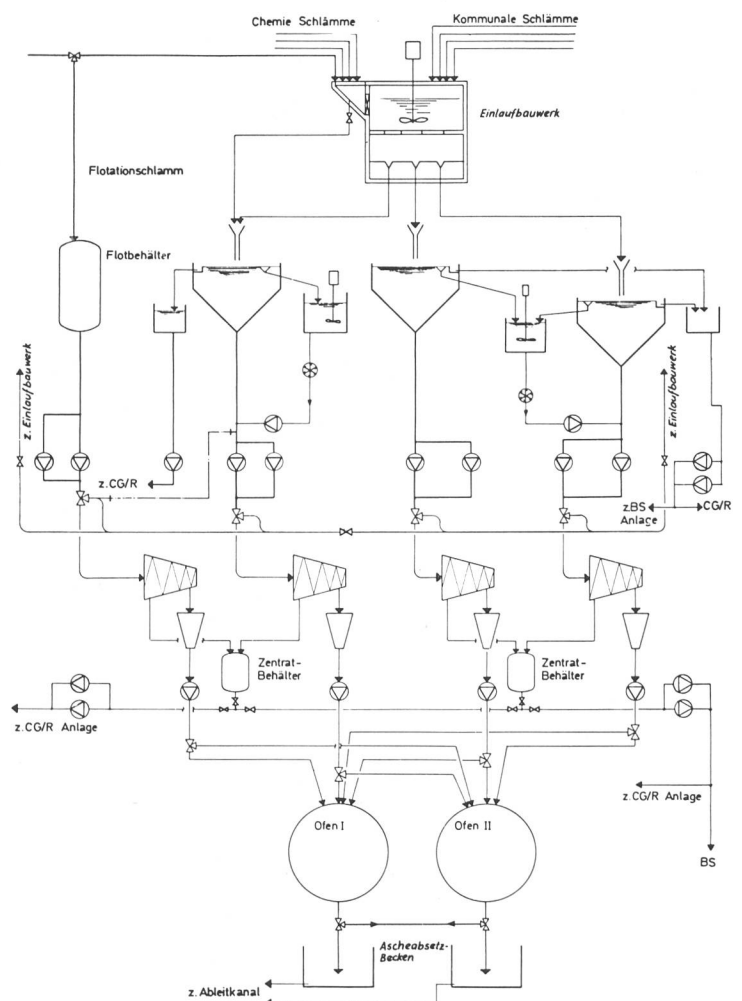 Chemie Schlämme
Kommunale Schlämme
Einlaufbauwerk
Flotationschlamm
Flotbehälter
z. Einlaufbauwerk
z. Einlaufbauwerk
z.CG/R
z.BS
Anlage
CG/R
Zentrat-
Behälter
Zentrat-
Behälter
z.CG/R Anlage
z.CG/R Anlage
Ofen I
Ofen II
BS
Ascheabsetz-
Becken
z. Ableitkanal